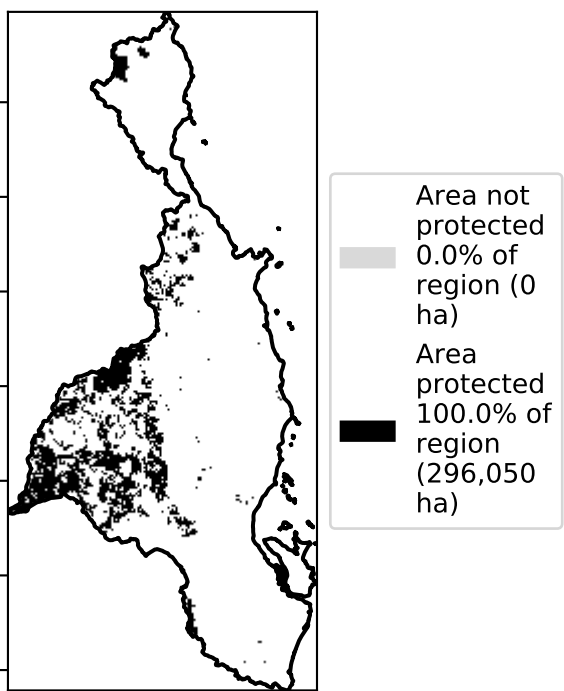 Area not
protected
0.0% of
region (0
ha)
Area
protected
100.0% of
region
(296,050
ha)